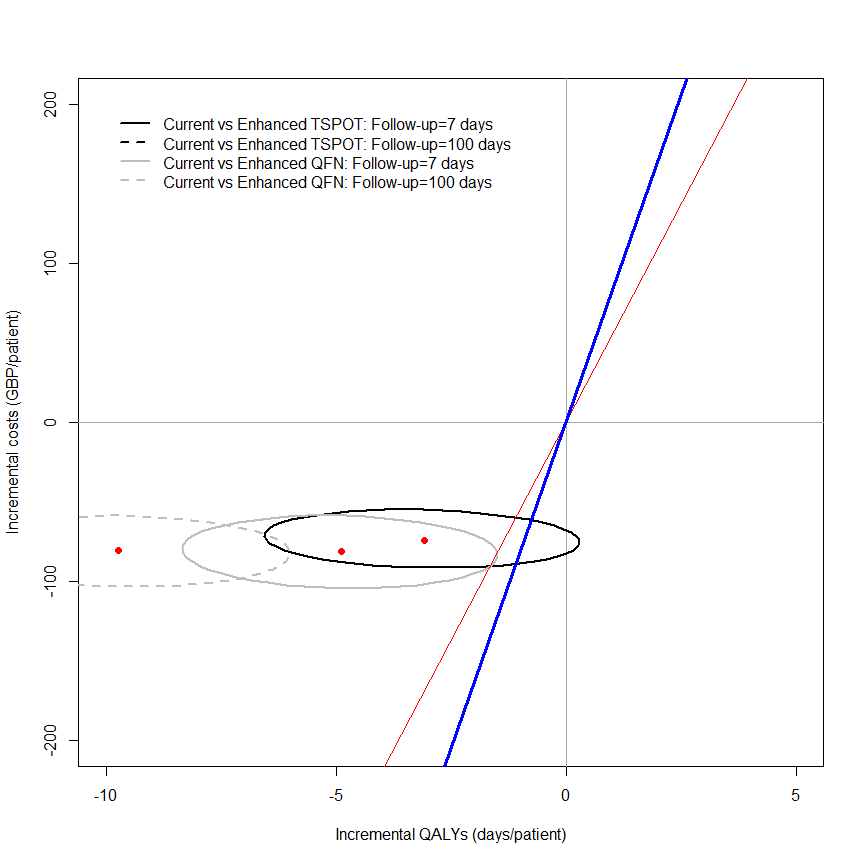 Current vs Enhanced TSPOT: Follow-up=7 days
Current vs Enhanced TSPOT: Follow-up=100 days
Current vs Enhanced QFN: Follow-up=7 days
Current vs Enhanced QFN: Follow-up=100 days
Incremental costs (GBP/patient)
200
100
0
-100
-200
-10
-5
0
5
Incremental QALYs (days/patient)